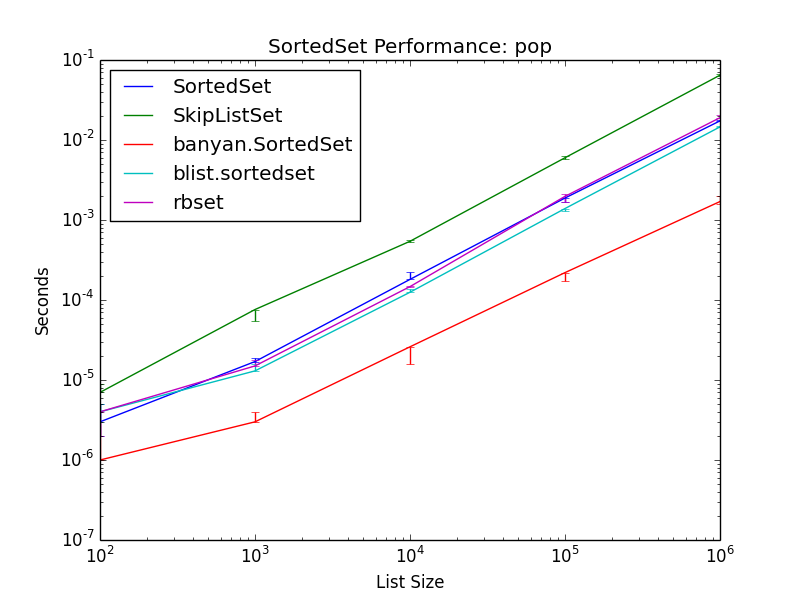 SortedSet Performance: pop
10^-1
10^-2
10^-3
10^-4
10^-5
10^-6
10^-7
Seconds
SortedSet
SkipListSet
banyan.SortedSet
blist.sortedset
rbset
10^2 10^3 10^4 10^5 10^6
List Size